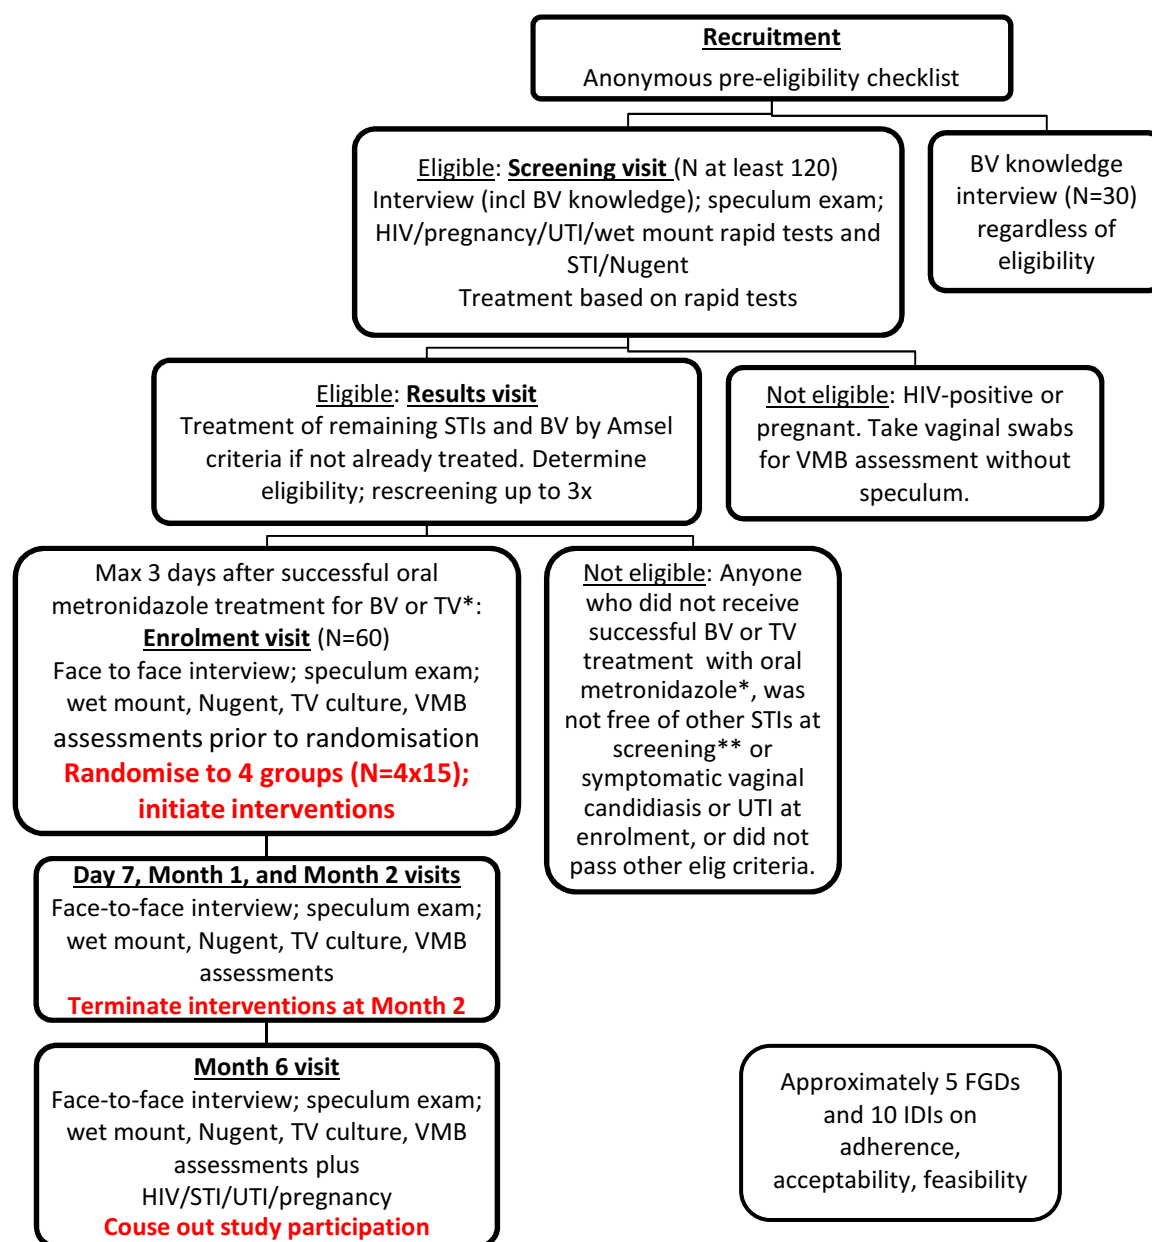 Recruitment
Anonymous pre-eligibility checklist
Eligible: Screening visit (N at least 120)
Interview (incl BV knowledge); speculum exam;
HIV/pregnancy/UTI/wet mount rapid tests and
STI/Nugent
Treatment based on rapid tests
BV knowledge
interview (N=30)
regardless of
eligibility
Eligible: Results visit
Treatment of remaining STIs and BV by Amsel
criteria if not already treated. Determine
eligibility; rescreening up to 3x
Not eligible: HIV-positive or
pregnant. Take vaginal swabs
for VMB assessment without
speculum.
Max 3 days after successful oral
metronidazole treatment for BV or TV*:
Enrolment visit (N=60)
Face to face interview; speculum exam;
wet mount, Nugent, TV culture, VMB
assessments prior to randomisation
Randomise to 4 groups (N=4x15);
initiate interventions
Not eligible: Anyone
who did not receive
successful BV or TV
treatment with oral
metronidazole*, was
not free of other STIs at
screening** or
symptomatic vaginal
candidiasis or UTI at
enrolment, or did not
pass other elig criteria.
Day 7, Month 1, and Month 2 visits
Face-to-face interview; speculum exam;
wet mount, Nugent, TV culture, VMB
assessments
Terminate interventions at Month 2
Month 6 visit
Face-to-face interview; speculum exam;
wet mount, Nugent, TV culture, VMB
assessments plus
HIV/STI/UTI/pregnancy
Couse out study participation
Approximately 5 FGDs
and 10 IDIs on
adherence,
acceptability, feasibility